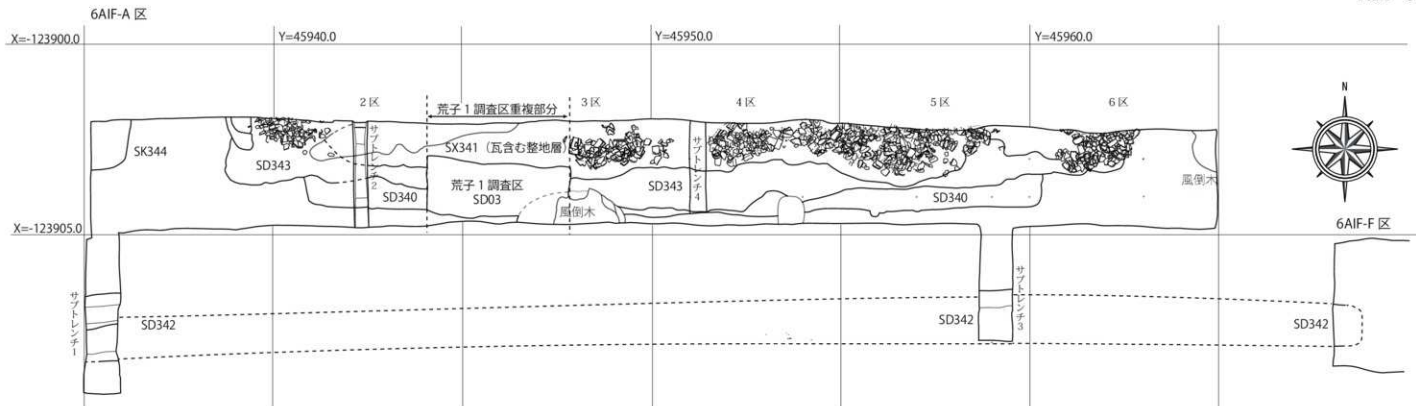 6AIF-A 区
X=-123900.0
Y=45940.0
Y=45950.0
Y=45960.0
N
2 区
荒子 1 調査区重複部分
3 区
4 区
5 区
6 区
サブトレンチ2
SX341 (瓦含む整地層)
SK344
SD343
荒子 1 調査区
SD03
SD340
SD343
サブトレンチ4
SD340
風倒木
風倒木
X=-123905.0
6AIF-F 区
サブトレンチ1
SD342
SD342
サブトレンチ3
SD342